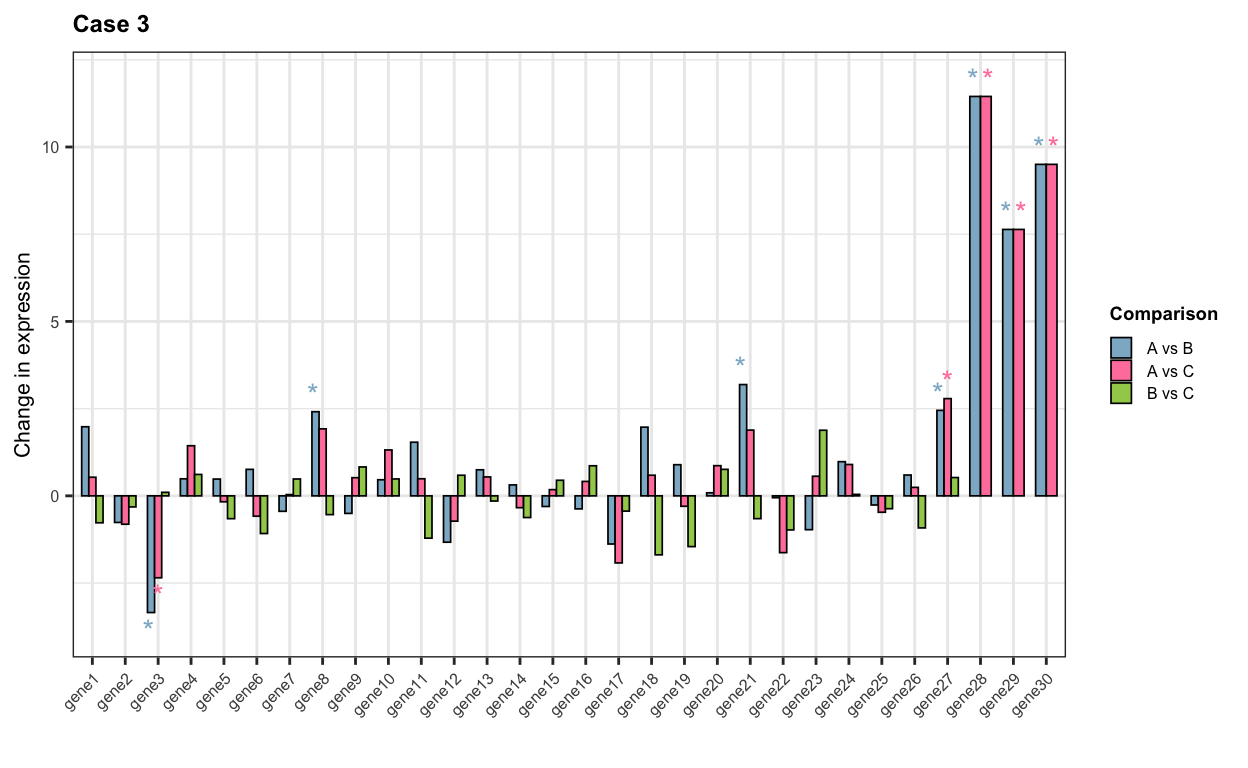 Case 3
Change in expression
10
5
0
* * * * * * * * * * * *
gene1 gene2 gene3 gene4 gene5 gene6 gene7 gene8 gene9 gene10 gene11 gene12 gene13 gene14 gene15 gene16 gene17 gene18 gene19 gene20 gene21 gene22 gene23 gene24 gene25 gene26 gene27 gene28 gene29 gene30
Comparison
A vs B
A vs C
B vs C